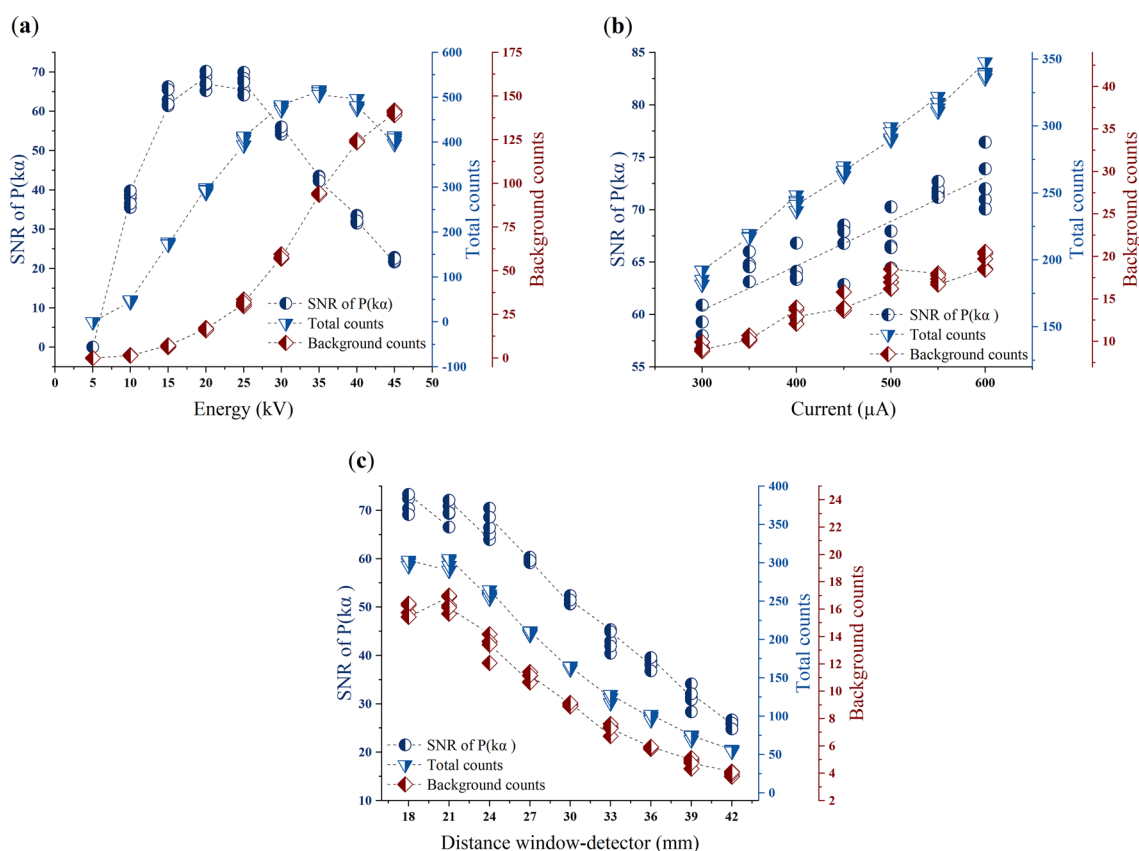 (a)
SNR of P(kα)
70
60
50
40
30
20
10
0
0 5 10 15 20 25 30 35 40 45 50
Energy (kV)
600
500
400
300
200
100
0
-100
Total counts
175
150
125
100
75
50
25
0
Background counts
SNR of P(kα)
Total counts
Background counts
(b)
SNR of P(kα )
85
80
75
70
65
60
55
300 400 500 600
Current (µA)
350
300
250
200
150
Total counts
40
35
30
25
20
15
10
Background counts
SNR of P(kα )
Total counts
Background counts
(c)
SNR of P(kα )
70
60
50
40
30
20
10
18 21 24 27 30 33 36 39 42
Distance window-detector (mm)
400
350
300
250
200
150
100
50
0
Total counts
24
22
20
18
16
14
12
10
8
6
4
2
Background counts
SNR of P(kα )
Total counts
Background counts